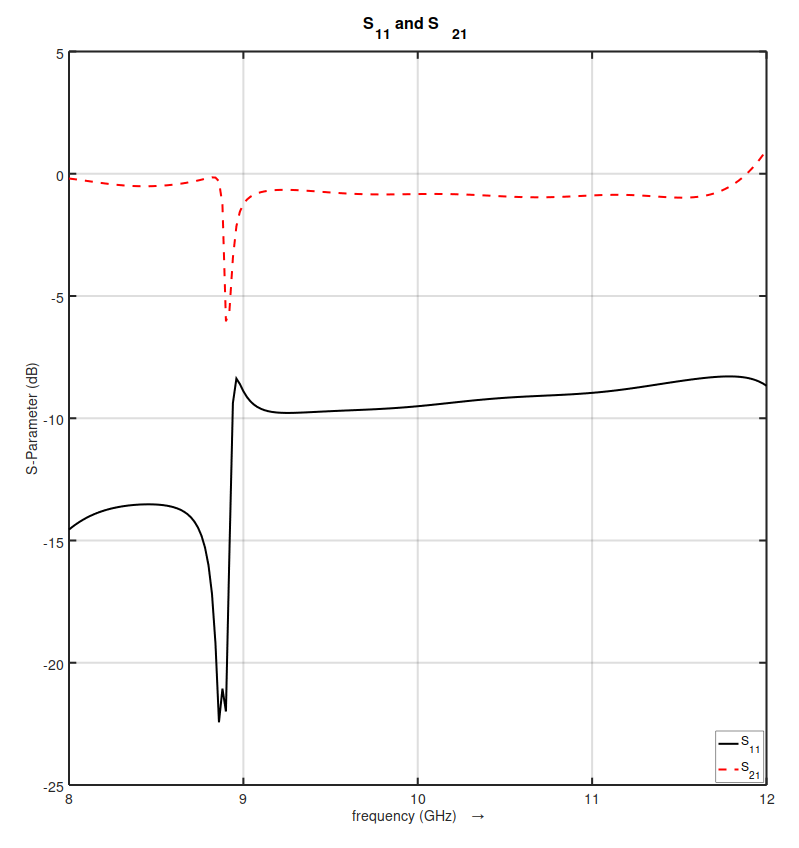 S11 and S 21
5
0
-5
-10
-15
-20
-25
S-Parameter (dB)
8
9
10
11
12
frequency (GHz) →
S11
S21